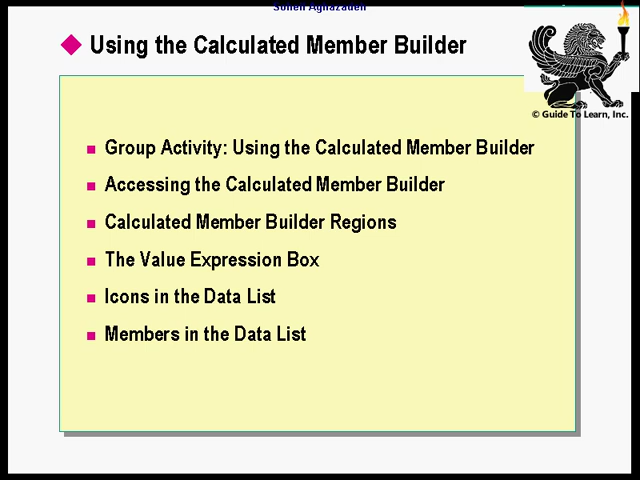 Soheil Aghazadeh
Using the Calculated Member Builder
© Guide To Learn, Inc.
Group Activity: Using the Calculated Member Builder
Accessing the Calculated Member Builder
Calculated Member Builder Regions
The Value Expression Box
Icons in the Data List
Members in the Data List